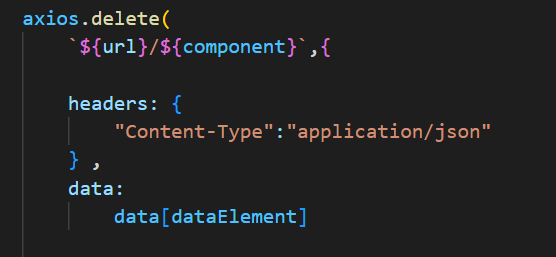 axios.delete(
`${url}/${component}`,{
headers: {
"Content-Type":"application/json"
} ,
data:
data[dataElement]